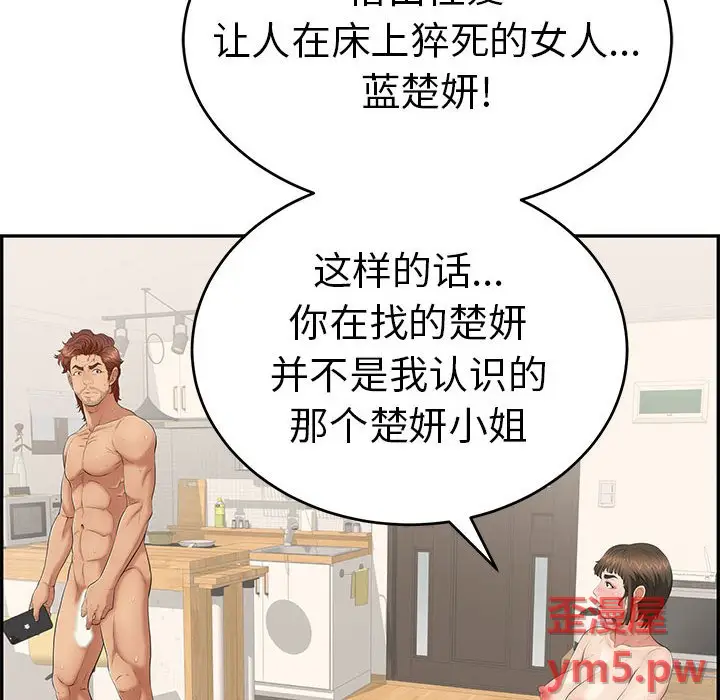 让人在床上猝死的女人...
蓝楚妍!
这样的话...
你在找的楚妍
并不是我认识的
那个楚妍小姐
歪漫屋
ym5.pw